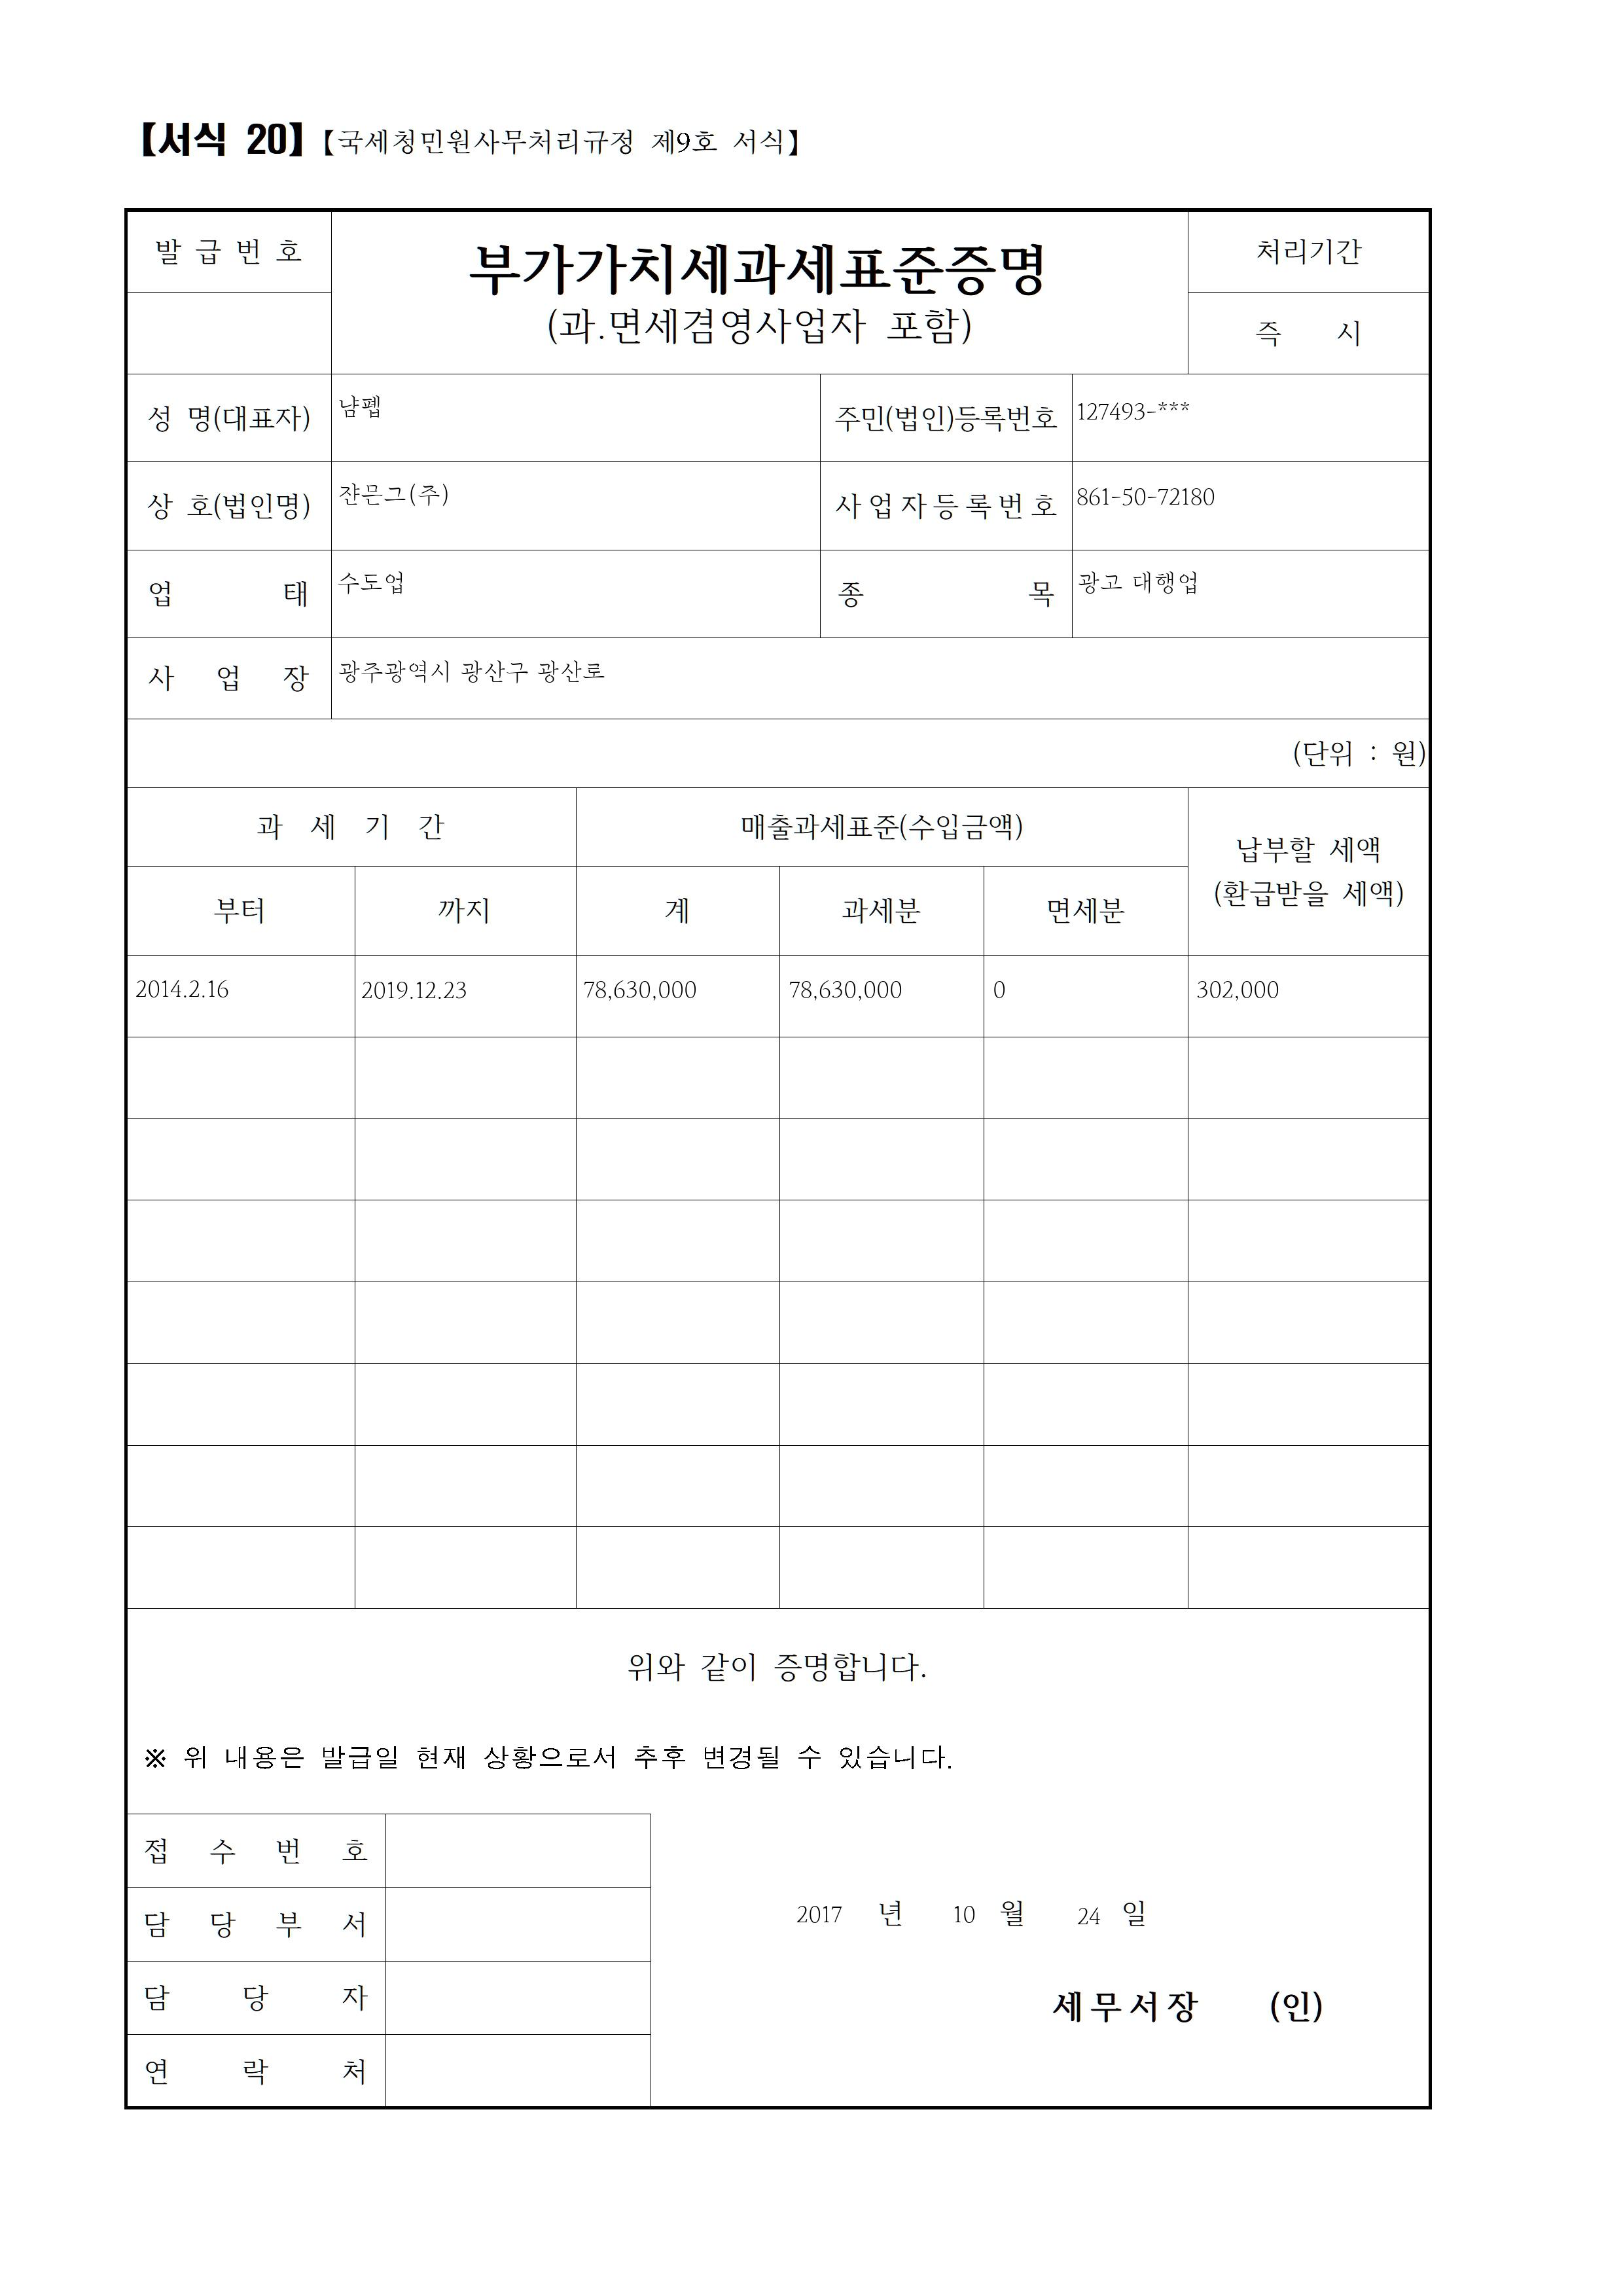 【서식 20】【국세청민원사무처리규정 제9호 서식】
발 급 번 호
부가가치세과세표준증명
(과.면세겸영사업자 포함)
처리기간
즉 시
성 명(대표자) 냠폡 주민(법인)등록번호 127493-***
상 호(법인명) 쟌믄그(주) 사 업 자 등 록 번 호 861-50-72180
업 태 수도업 종 목 광고 대행업
사 업 장 광주광역시 광산구 광산로
(단위 : 원)
과 세 기 간 매출과세표준(수입금액) 납부할 세액
(환급받을 세액)
부터 까지 계 과세분 면세분
2014.2.16 2019.12.23 78,630,000 78,630,000 0 302,000
위와 같이 증명합니다.
※ 위 내용은 발급일 현재 상황으로서 추후 변경될 수 있습니다.
접 수 번 호
담 당 부 서
담 당 자
연 락 처
2017 년 10 월 24 일
세무서장 (인)